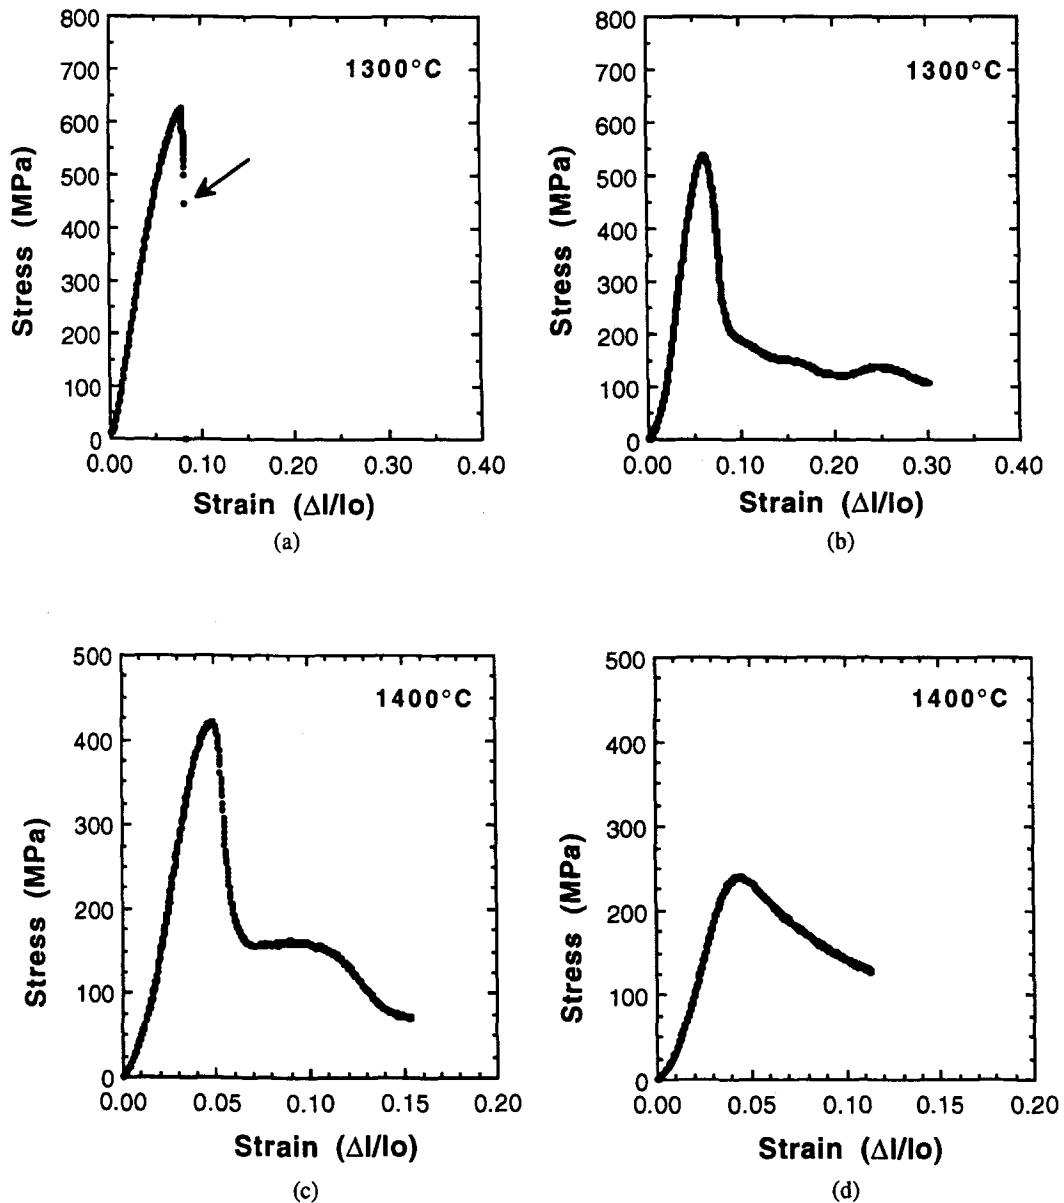 800
700
600
500
400
300
200
100
0
Stress (MPa)
1300°C
0.00 0.10 0.20 0.30 0.40
Strain (Δl/lo)
(a)
800
700
600
500
400
300
200
100
0
Stress (MPa)
1300°C
0.00 0.10 0.20 0.30 0.40
Strain (Δl/lo)
(b)
500
400
300
200
100
0
Stress (MPa)
1400°C
0.00 0.05 0.10 0.15 0.20
Strain (Δl/lo)
(c)
500
400
300
200
100
0
Stress (MPa)
1400°C
0.00 0.05 0.10 0.15 0.20
Strain (Δl/lo)
(d)